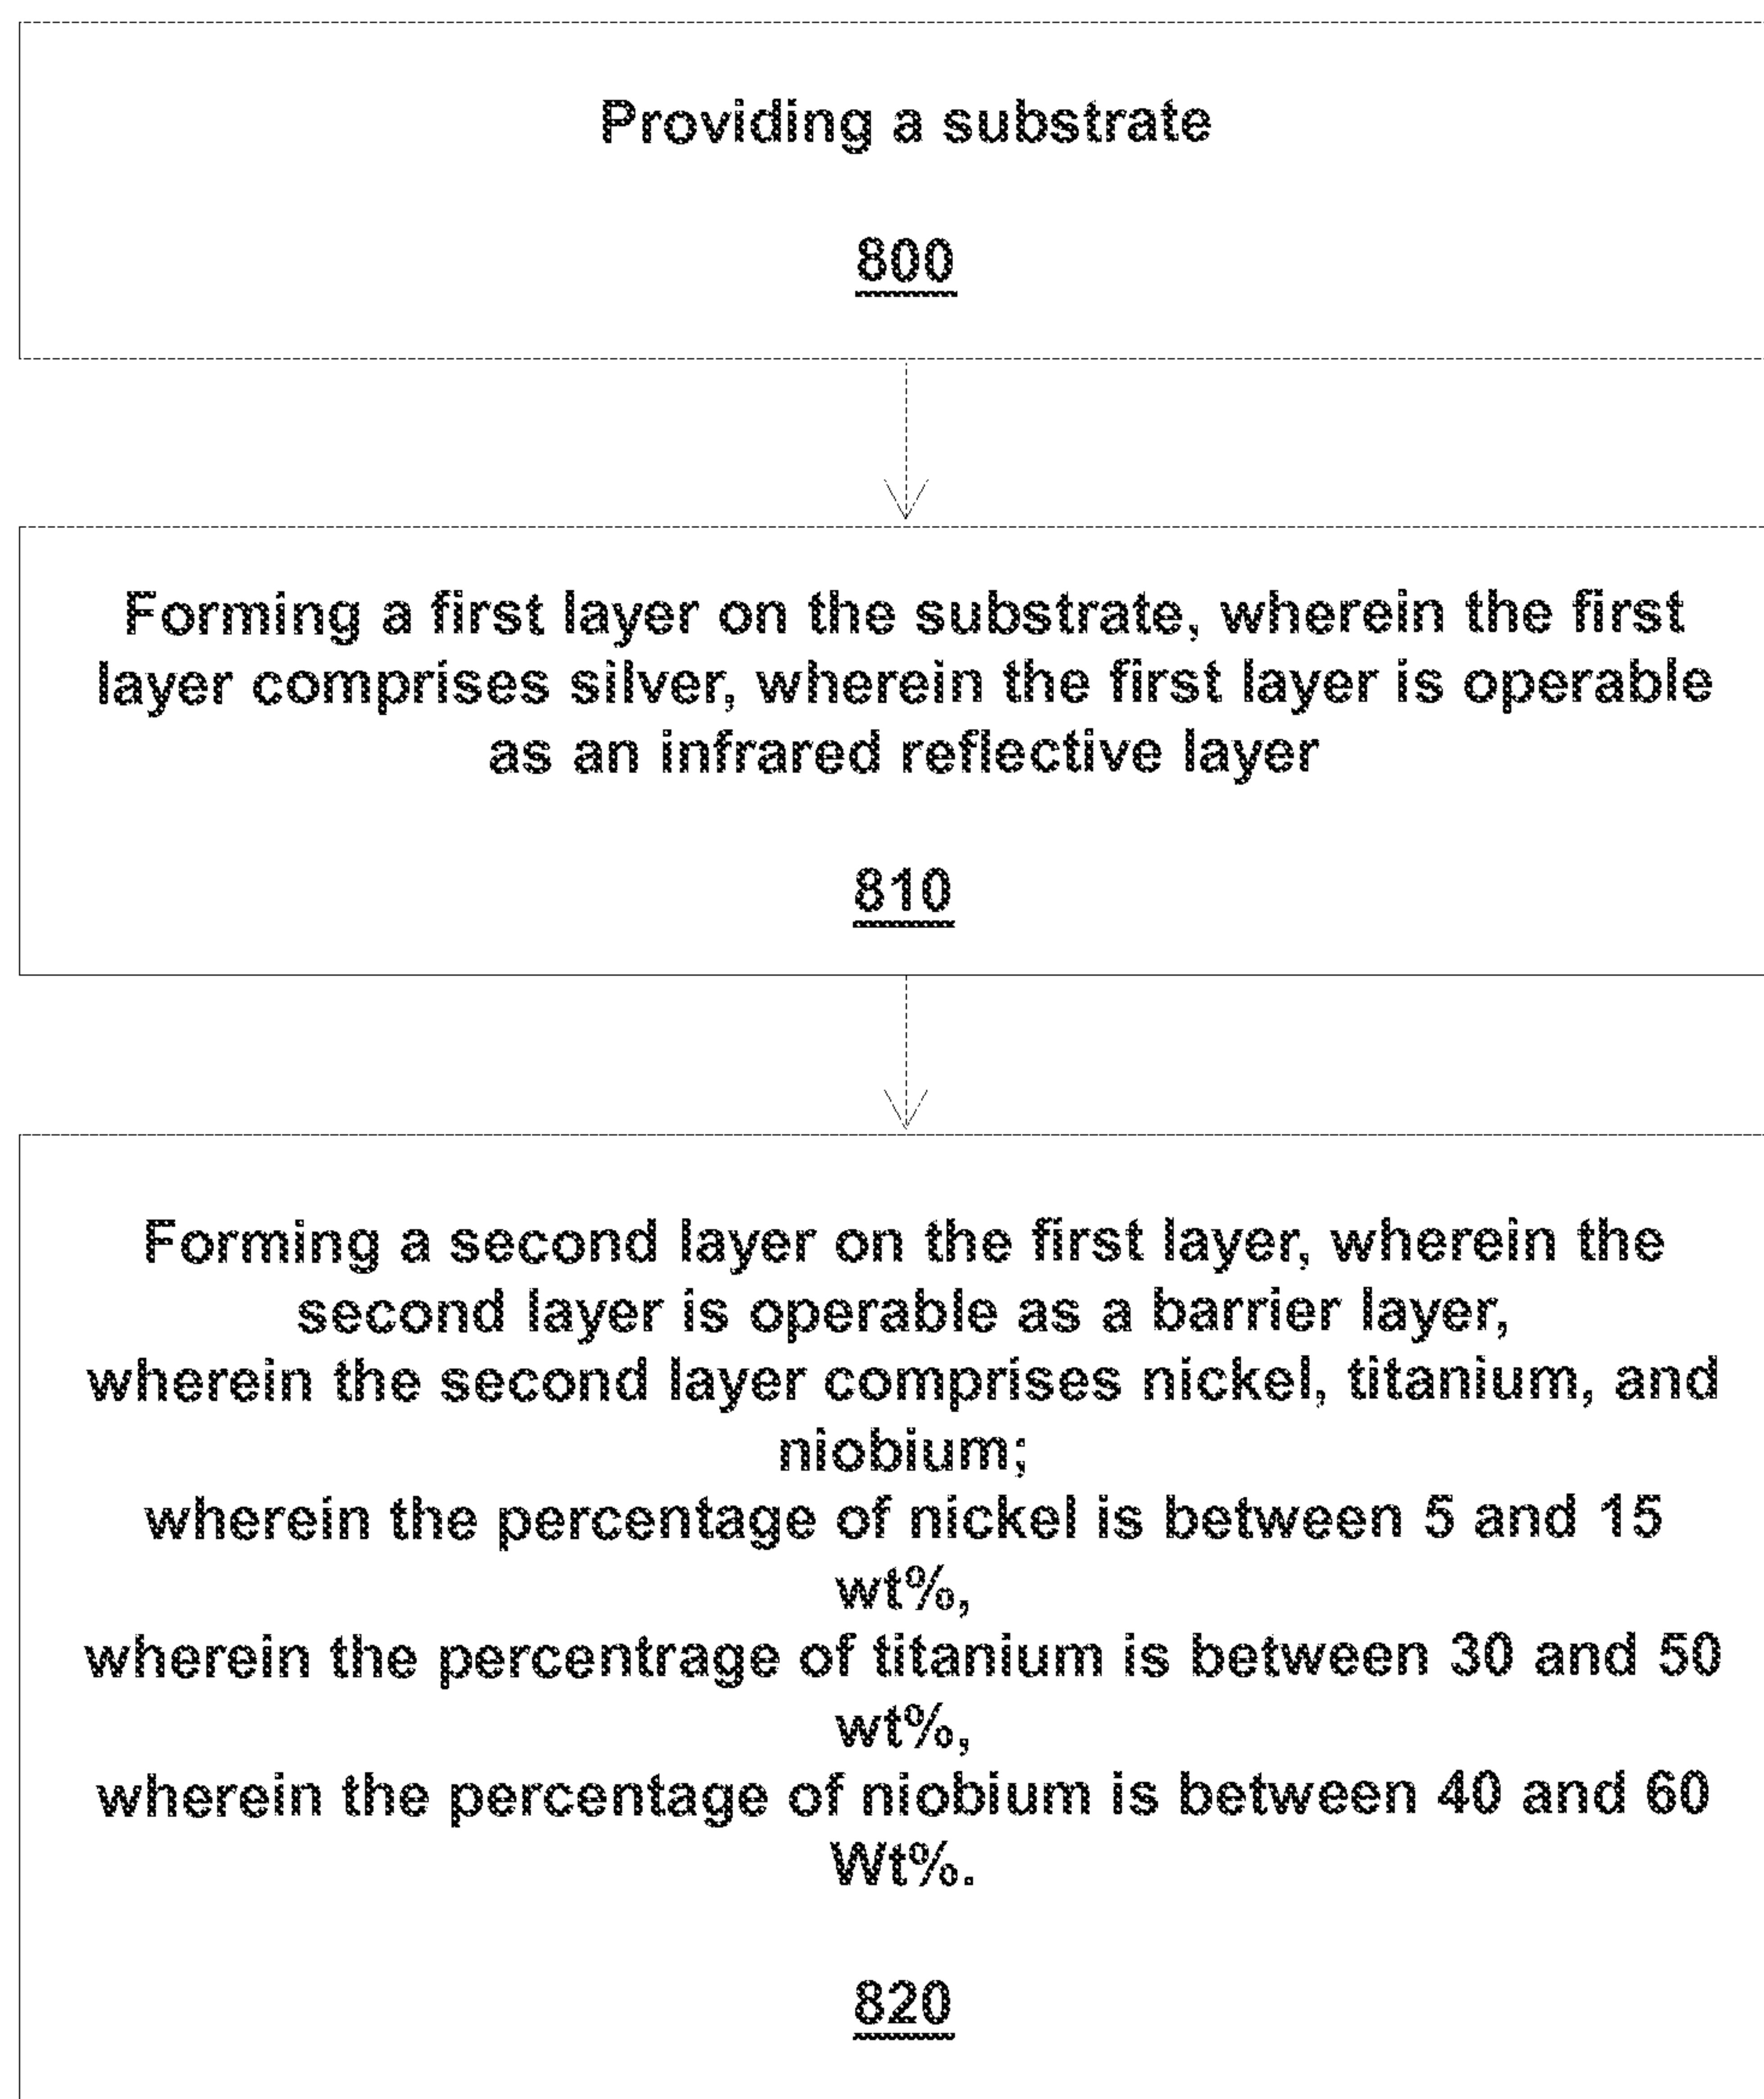 Providing a substrate
800
Forming a first layer on the substrate, wherein the first
layer comprises silver, wherein the first layer is operable
as an infrared reflective layer
810
Forming a second layer on the first layer, wherein the
second layer is operable as a barrier layer,
wherein the second layer comprises nickel, titanium, and
niobium;
wherein the percentage of nickel is between 5 and 15
wt%,
wherein the percentrage of titanium is between 30 and 50
wt%,
wherein the percentage of niobium is between 40 and 60
Wt%.
820